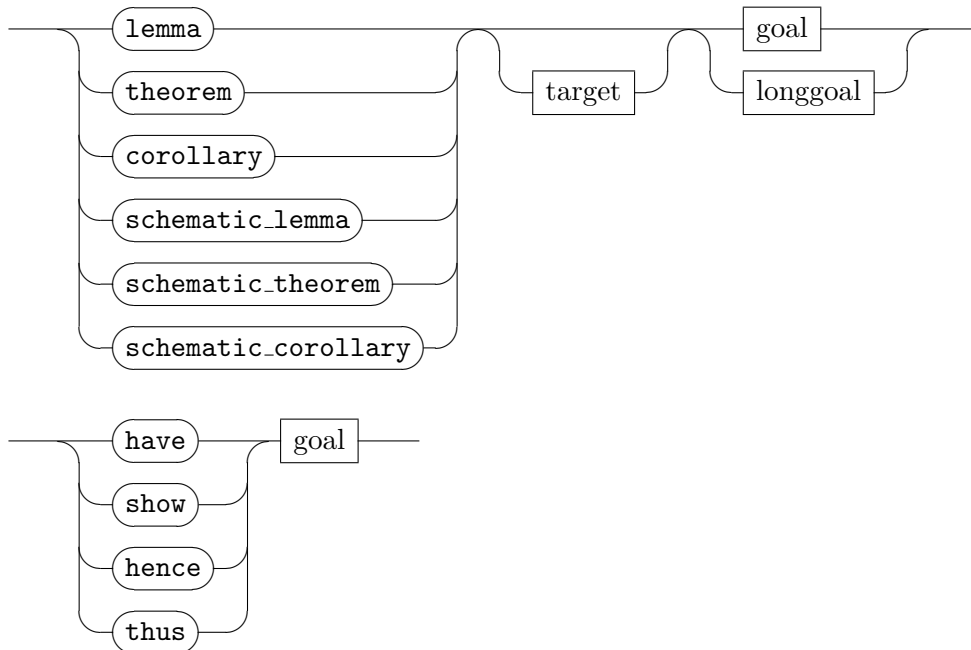 lemma goal
theorem target longgoal
corollary
schematic_lemma
schematic_theorem
schematic_corollary
have goal
show
hence
thus